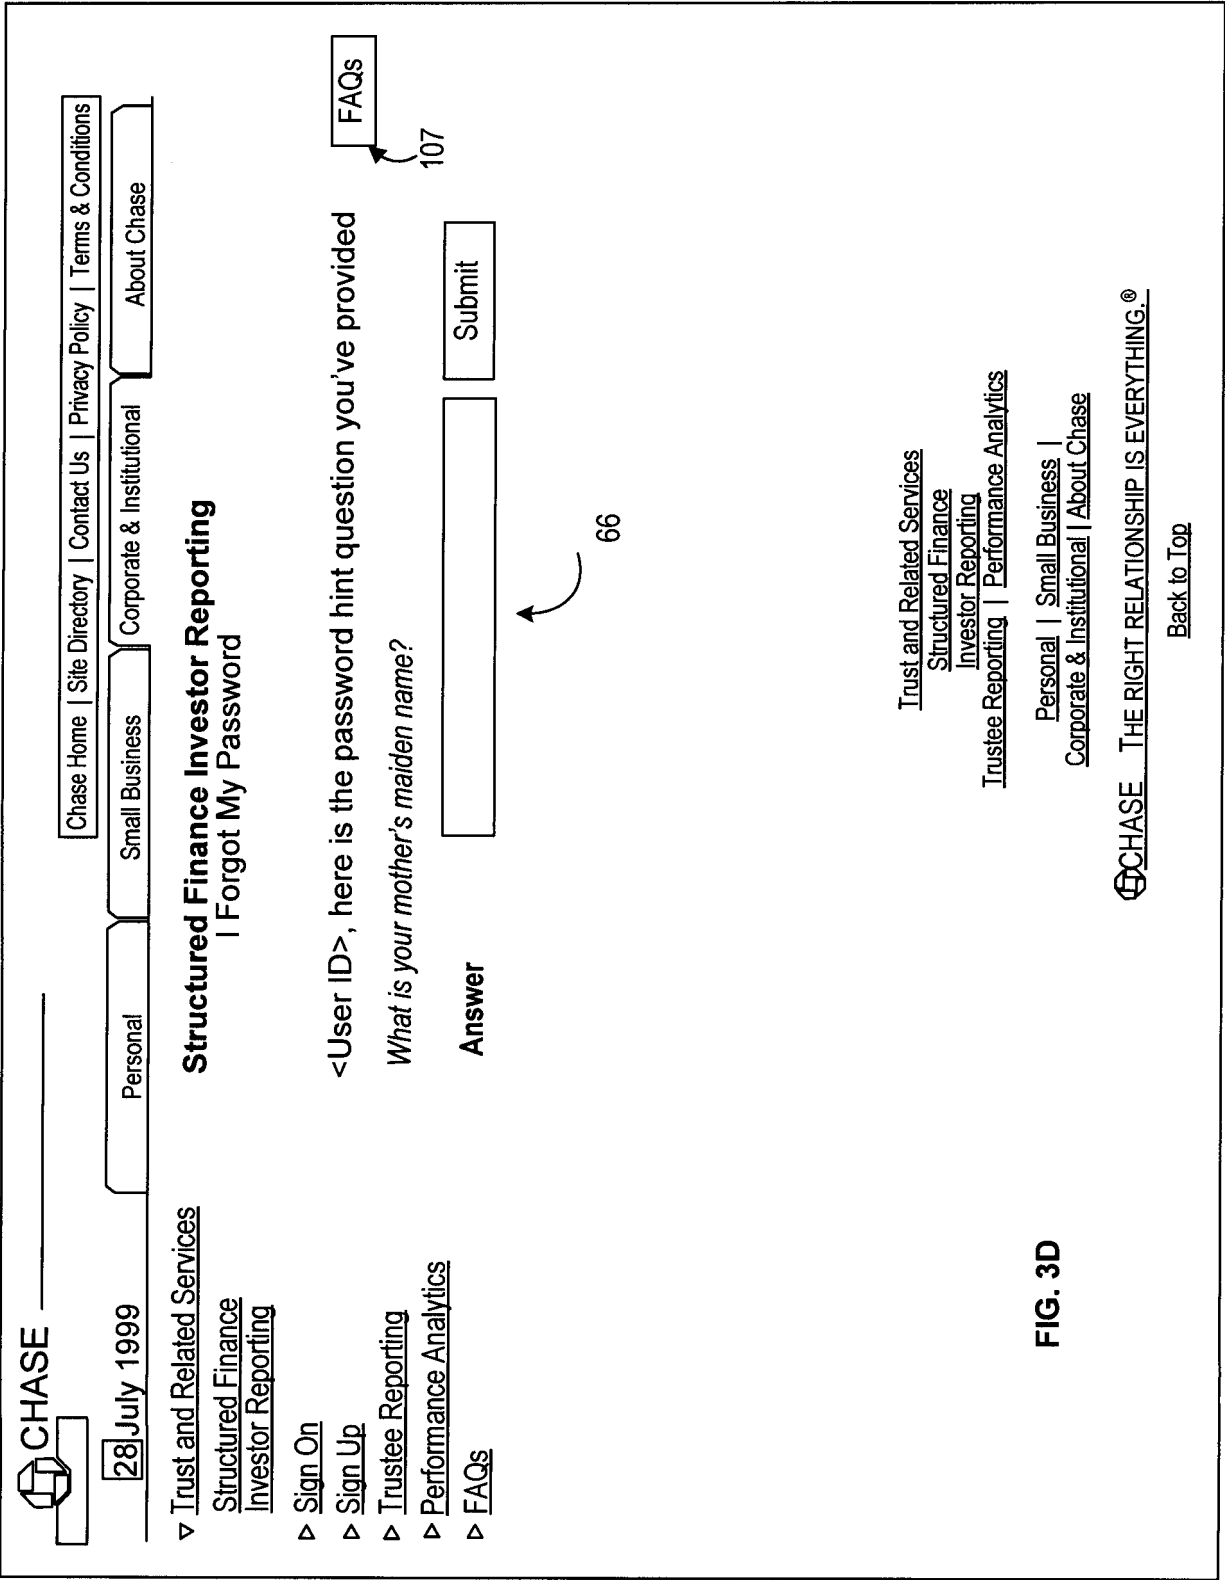 CHASE
Chase Home | Site Directory | Contact Us | Privacy Policy | Terms & Conditions
28 July 1999
Personal
Small Business
Corporate & Institutional
About Chase
▽ Trust and Related Services
Structured Finance
Investor Reporting
▷ Sign On
▷ Sign Up
▷ Trustee Reporting
▷ Performance Analytics
▷ FAQs
Structured Finance Investor Reporting
I Forgot My Password
FAQs
107
<User ID>, here is the password hint question you've provided
What is your mother's maiden name?
Answer
Submit
66
Trust and Related Services
Structured Finance
Investor Reporting
Trustee Reporting | Performance Analytics
Personal | Small Business |
Corporate & Institutional | About Chase
CHASE THE RIGHT RELATIONSHIP IS EVERYTHING.®
Back to Top
FIG. 3D